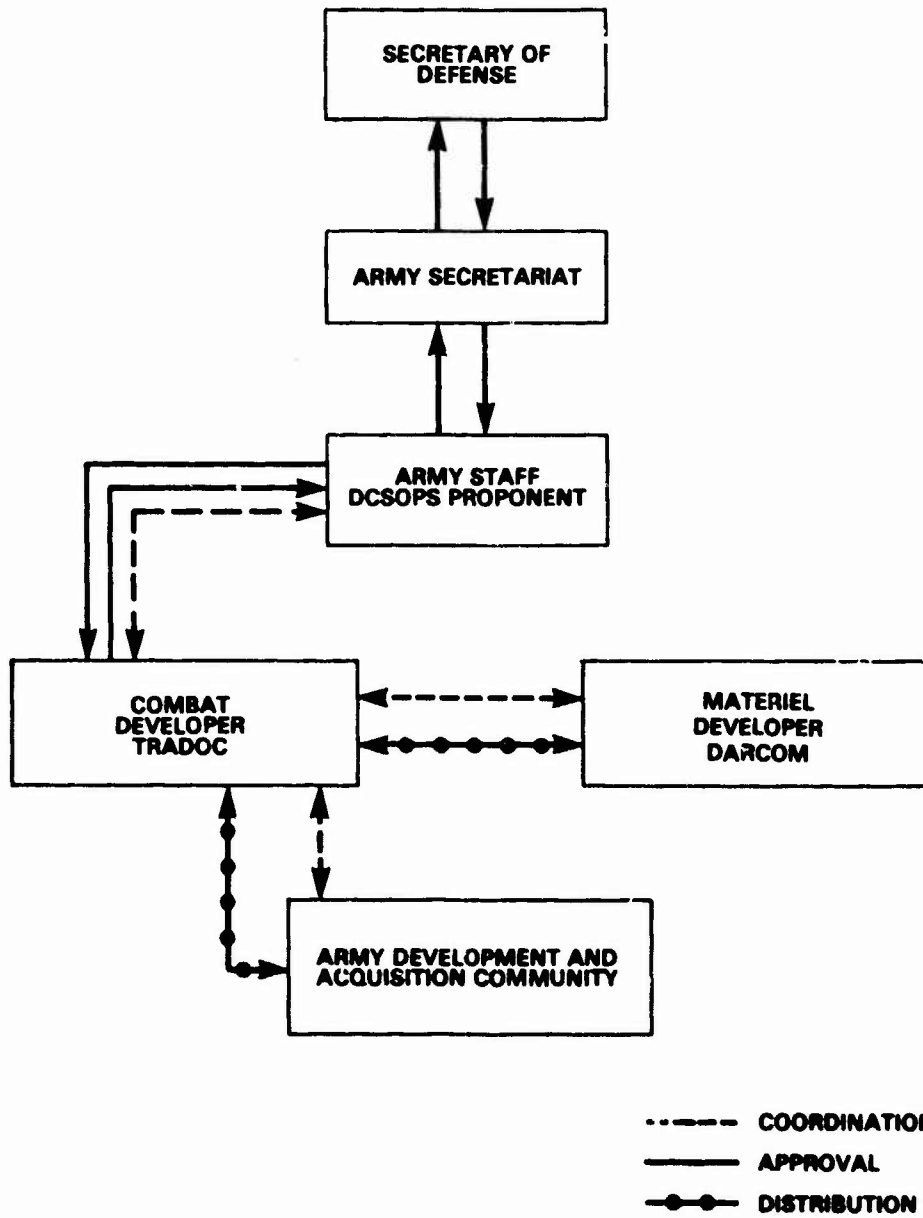 SECRETARY OF
DEFENSE
ARMY SECRETARIAT
ARMY STAFF
DCSOPS PROPONENT
COMBAT
DEVELOPER
TRADOC
MATERIEL
DEVELOPER
DARCOM
ARMY DEVELOPMENT AND
ACQUISITION COMMUNITY
COORDINATION
APPROVAL
DISTRIBUTION